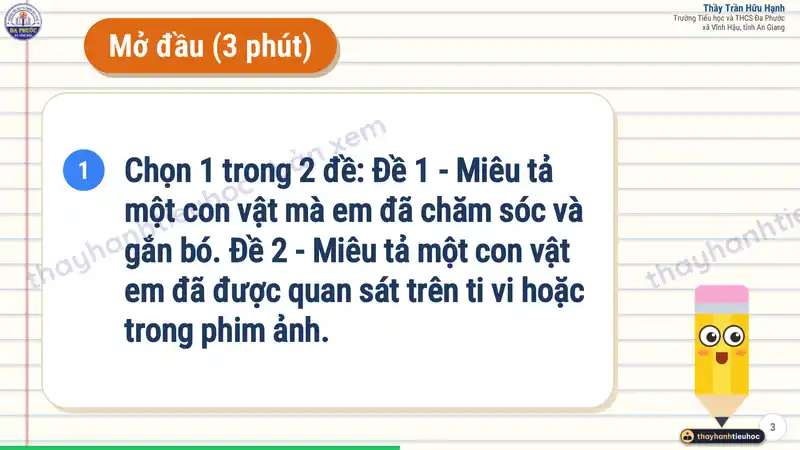 Thầy Trần Hữu Hạnh
Trường Tiểu học và THCS Đa Phước
xã Vĩnh Hậu, tỉnh An Giang
ĐA PHƯỚC
Mở đầu (3 phút)
1
Chọn 1 trong 2 đề: Đề 1 - Miêu tả
một con vật mà em đã chăm sóc và
gắn bó. Đề 2 - Miêu tả một con vật
em đã được quan sát trên ti vi hoặc
trong phim ảnh.
thayhanhtieuhoc
3